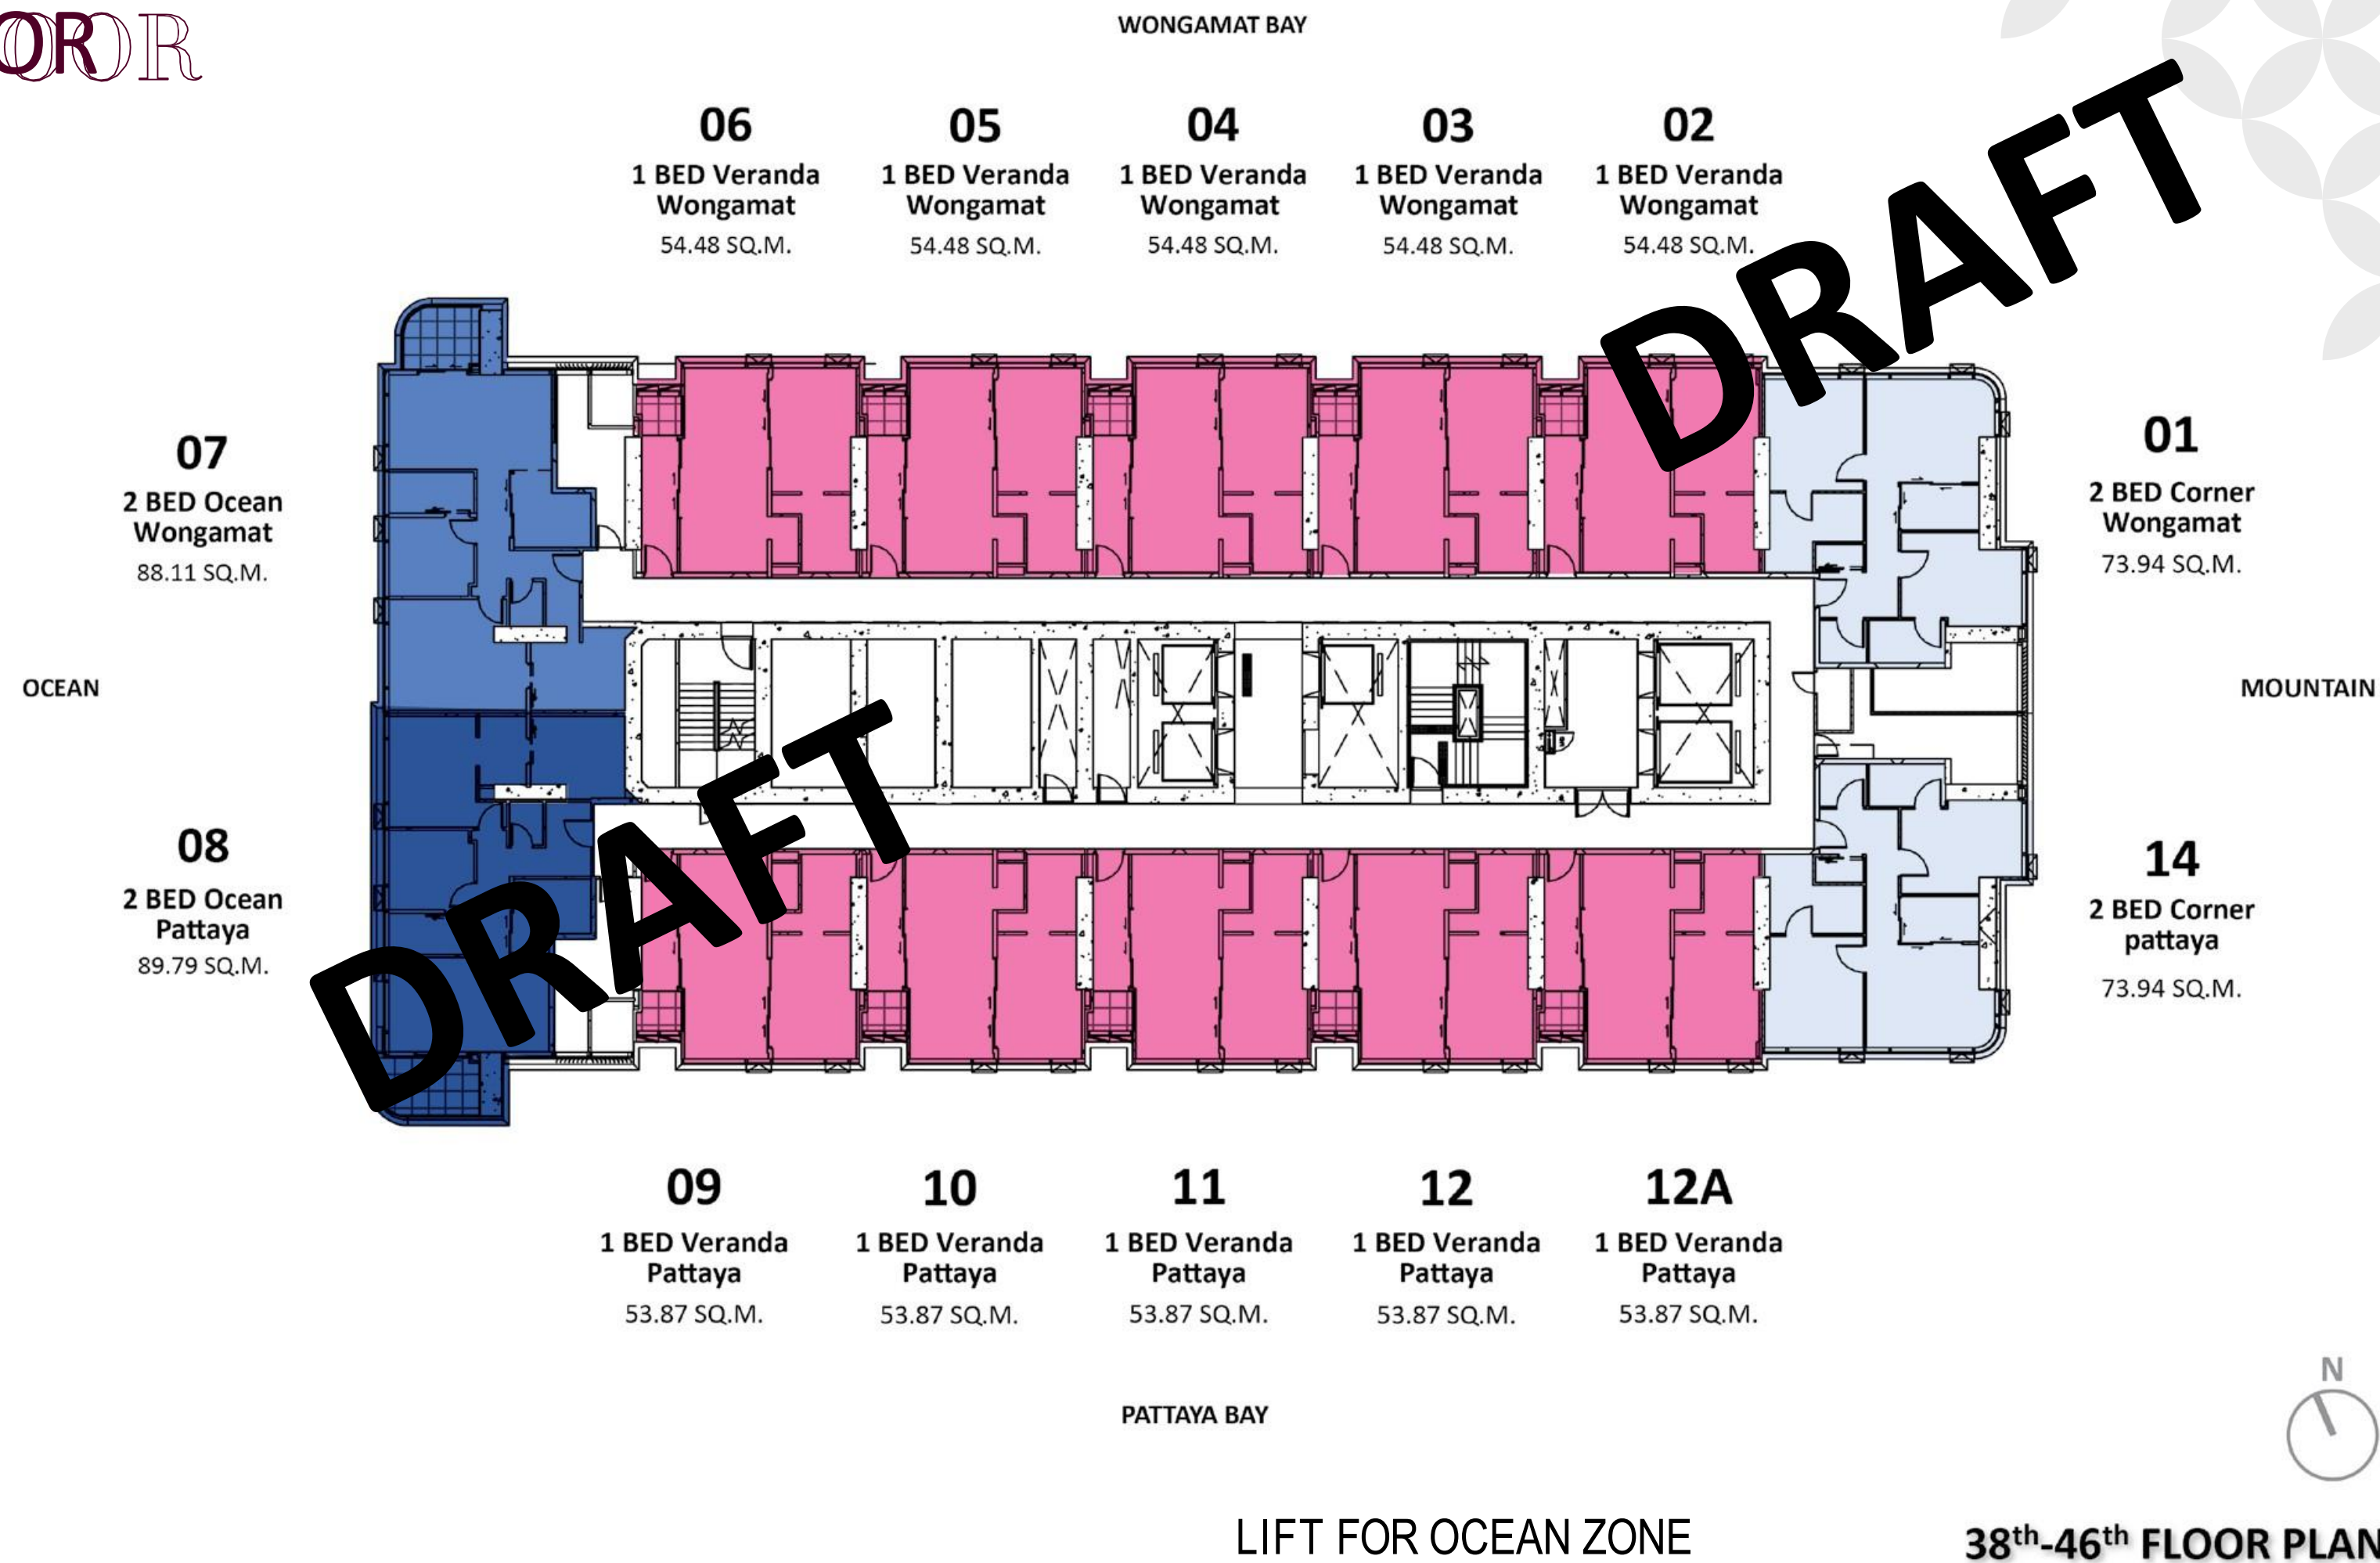 WONGAMAT BAY
06
1 BED Veranda
Wongamat
54.48 SQ.M.
05
1 BED Veranda
Wongamat
54.48 SQ.M.
04
1 BED Veranda
Wongamat
54.48 SQ.M.
03
1 BED Veranda
Wongamat
54.48 SQ.M.
02
1 BED Veranda
Wongamat
54.48 SQ.M.
DRAFT
07
2 BED Ocean
Wongamat
88.11 SQ.M.
01
2 BED Corner
Wongamat
73.94 SQ.M.
OCEAN
MOUNTAIN
08
2 BED Ocean
Pattaya
89.79 SQ.M.
14
2 BED Corner
pattaya
73.94 SQ.M.
DRAFT
09
1 BED Veranda
Pattaya
53.87 SQ.M.
10
1 BED Veranda
Pattaya
53.87 SQ.M.
11
1 BED Veranda
Pattaya
53.87 SQ.M.
12
1 BED Veranda
Pattaya
53.87 SQ.M.
12A
1 BED Veranda
Pattaya
53.87 SQ.M.
PATTAYA BAY
N
LIFT FOR OCEAN ZONE
38th-46th FLOOR PLAN